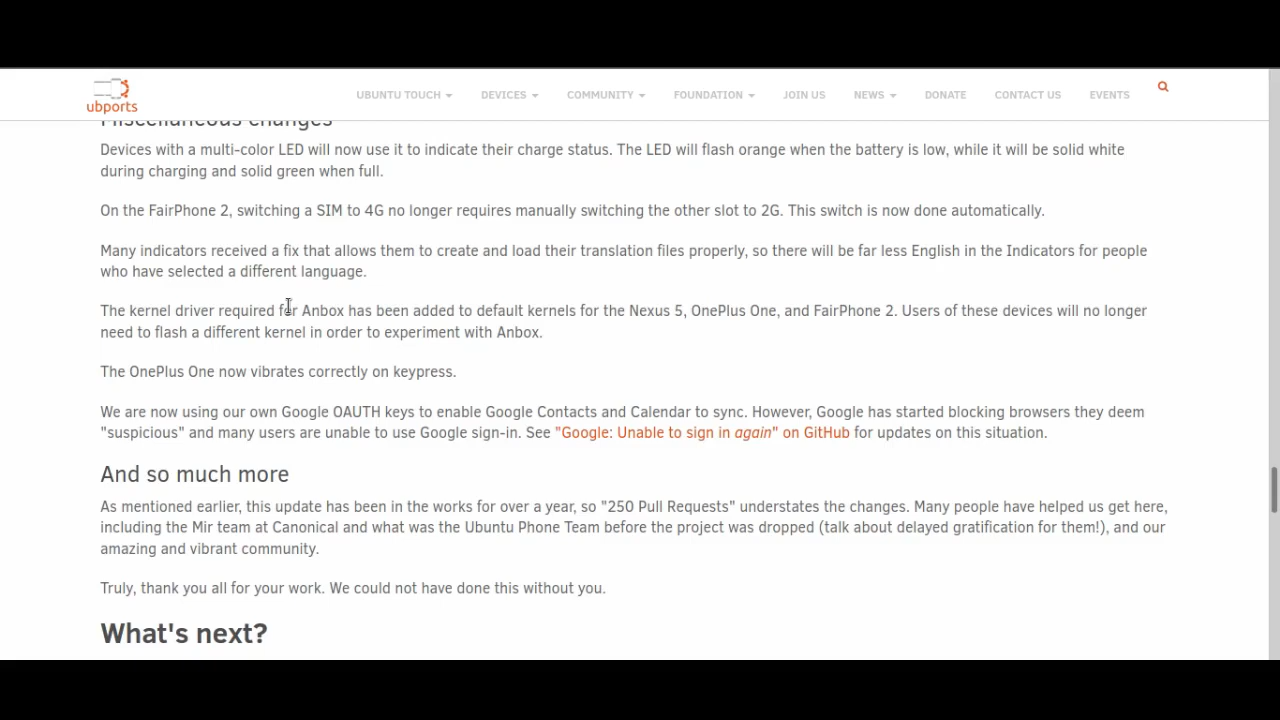 ubports
UBUNTU TOUCH DEVICES COMMUNITY FOUNDATION JOIN US NEWS DONATE CONTACT US EVENTS
Miscellaneous changes
Devices with a multi-color LED will now use it to indicate their charge status. The LED will flash orange when the battery is low, while it will be solid white
during charging and solid green when full.
On the FairPhone 2, switching a SIM to 4G no longer requires manually switching the other slot to 2G. This switch is now done automatically.
Many indicators received a fix that allows them to create and load their translation files properly, so there will be far less English in the Indicators for people
who have selected a different language.
The kernel driver required for Anbox has been added to default kernels for the Nexus 5, OnePlus One, and FairPhone 2. Users of these devices will no longer
need to flash a different kernel in order to experiment with Anbox.
The OnePlus One now vibrates correctly on keypress.
We are now using our own Google OAUTH keys to enable Google Contacts and Calendar to sync. However, Google has started blocking browsers they deem
"suspicious" and many users are unable to use Google sign-in. See "Google: Unable to sign in again" on GitHub for updates on this situation.
And so much more
As mentioned earlier, this update has been in the works for over a year, so "250 Pull Requests" understates the changes. Many people have helped us get here,
including the Mir team at Canonical and what was the Ubuntu Phone Team before the project was dropped (talk about delayed gratification for them!), and our
amazing and vibrant community.
Truly, thank you all for your work. We could not have done this without you.
What's next?